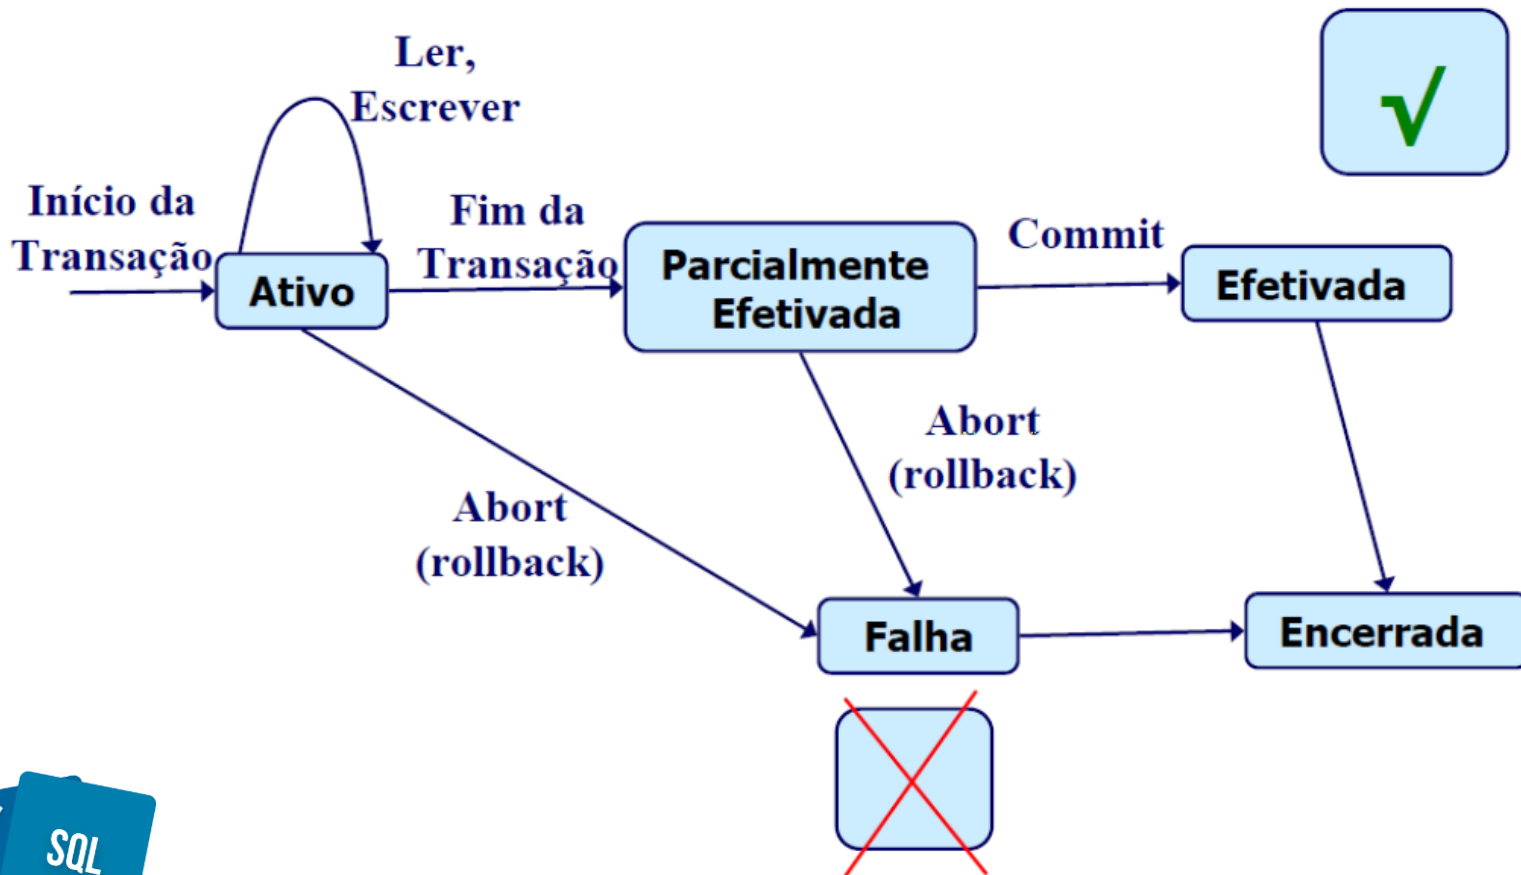 Ler,
Escrever
Início da
Transação
Ativo
Fim da
Transação
Parcialmente
Efetivada
Commit
Efetivada
Abort
(rollback)
Abort
(rollback)
Falha
Encerrada
SQL